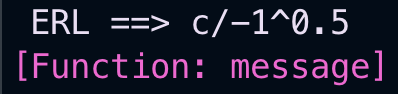 ERL ==> c/-1^0.5
[Function: message]